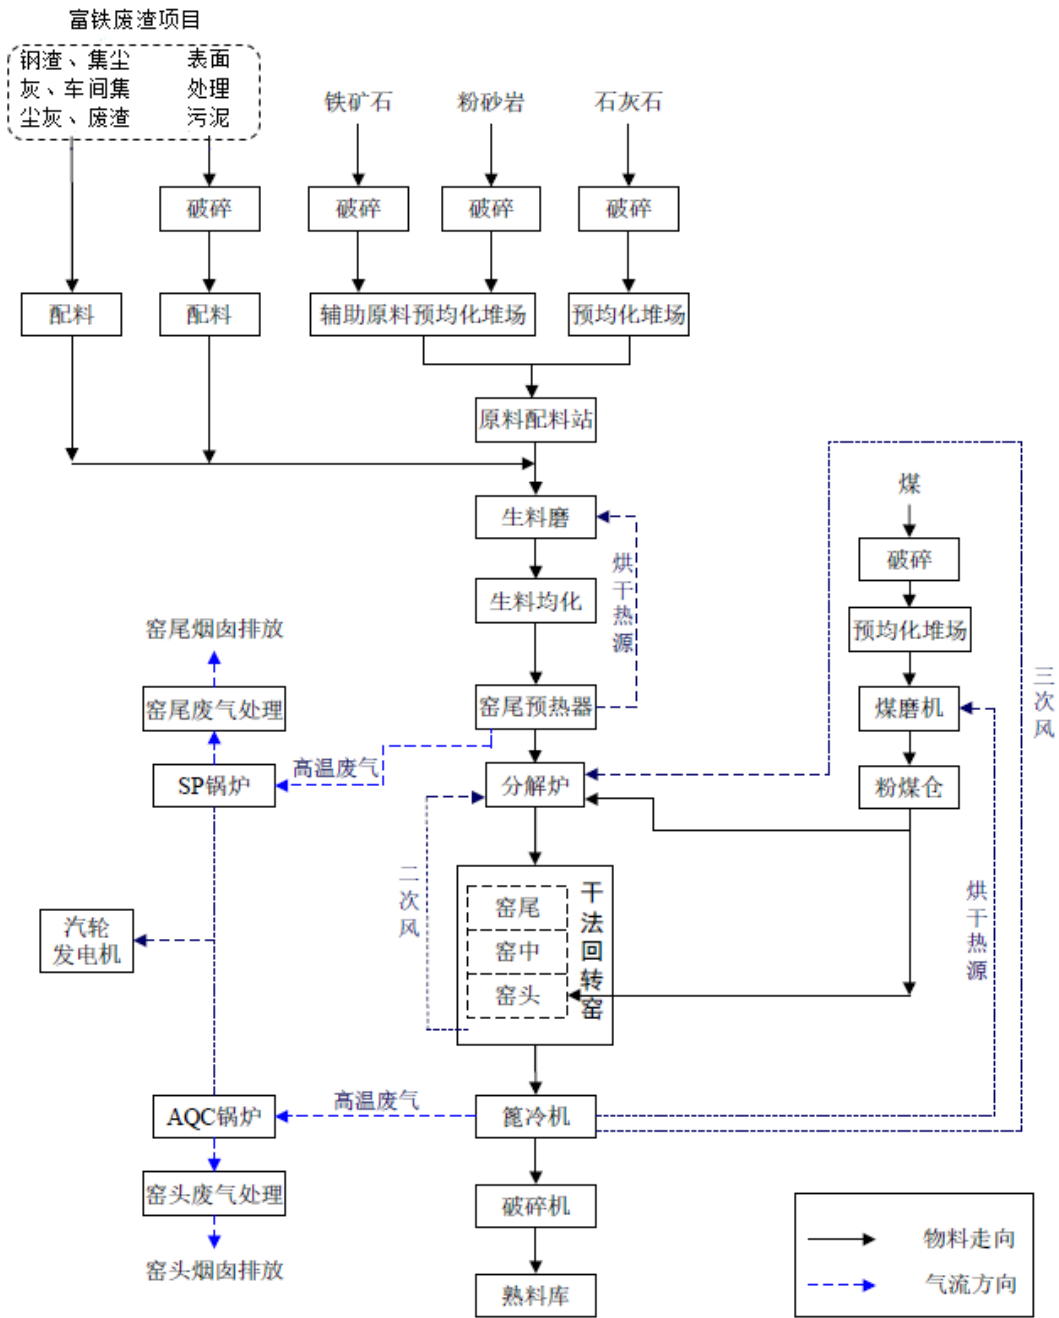 富铁废渣项目
钢渣、集尘
灰、车间集
尘灰、废渣
表面
处理
污泥
铁矿石
粉砂岩
石灰石
破碎
破碎
破碎
破碎
配料
配料
辅助原料预均化堆场
预均化堆场
原料配料站
煤
生料磨
破碎
烘干热源
生料均化
预均化堆场
窑尾烟囱排放
窑尾废气处理
窑尾预热器
煤磨机
三次风
高温废气
SP锅炉
分解炉
粉煤仓
二次风
窑尾
窑中
窑头
干法回转窑
烘干热源
汽轮
发电机
高温废气
AQC锅炉
篦冷机
窑头废气处理
破碎机
窑头烟囱排放
熟料库
物料走向
气流方向